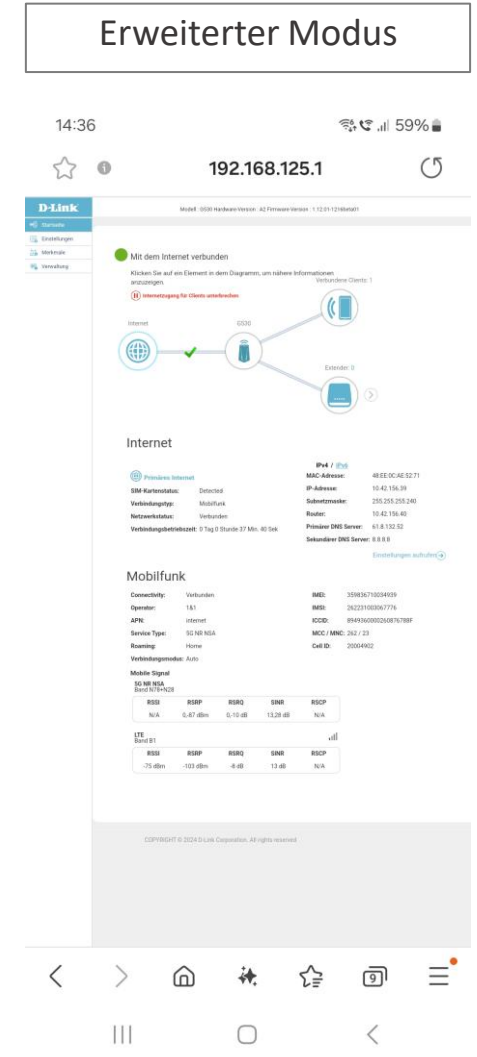 Erweiterter Modus
14:36
59%
192.168.125.1
D-Link
Modell : G530 Hardware-Version : A2 Firmware-Version : 1.12.01-1216beta01
Startseite
Einstellungen
Merkmale
Verwaltung
Mit dem Internet verbunden
Klicken Sie auf ein Element in dem Diagramm, um nähere Informationen
anzuzeigen.
Verbundene Clients: 1
Internetzugang für Clients unterbrechen
Internet
G530
Extender: 0
Internet
IPv4 / IPv6
Primäres Internet
MAC-Adresse: 48:EE:0C:AE:52:71
SIM-Kartenstatus: Detected
IP-Adresse: 10.42.156.39
Verbindungstyp: Mobilfunk
Subnetzmaske: 255.255.255.240
Netzwerkstatus: Verbunden
Router: 10.42.156.40
Verbindungsbetriebszeit: 0 Tag 0 Stunde 37 Min. 40 Sek
Primärer DNS Server: 61.8.132.52
Sekundärer DNS Server: 8.8.8.8
Einstellungen aufrufen
Mobilfunk
Connectivity: Verbunden
IMEI: 359836710034939
Operator: 1&1
IMSI: 262231003067776
APN: internet
ICCID: 8949360002608767888F
Service Type: 5G NR NSA
MCC / MNC: 262 / 23
Roaming: Home
Cell ID: 20004902
Verbindungsmodus: Auto
Mobile Signal
5G NR NSA
Band N78+N28
RSSI RSRP RSRQ SINR RSCP
N/A 0,-87 dBm 0,-10 dB 13,28 dB N/A
LTE
Band B1
RSSI RSRP RSRQ SINR RSCP
-75 dBm -103 dBm -8 dB 13 dB N/A
COPYRIGHT © 2024 D-Link Corporation. All rights reserved.
9